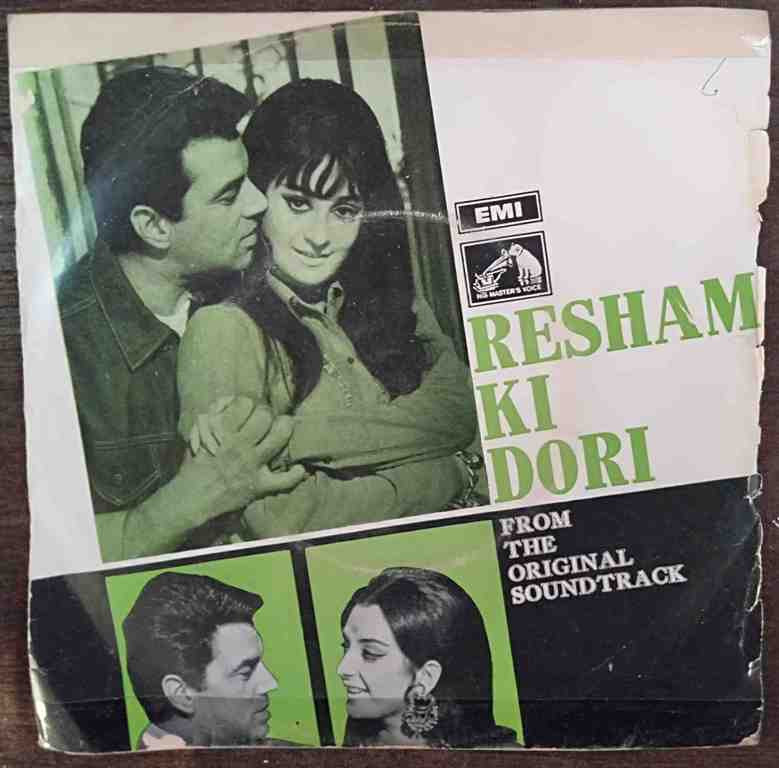 EMI
HIS MASTER'S VOICE
RESHAM
KI
DORI
FROM
THE
ORIGINAL
SOUNDTRACK